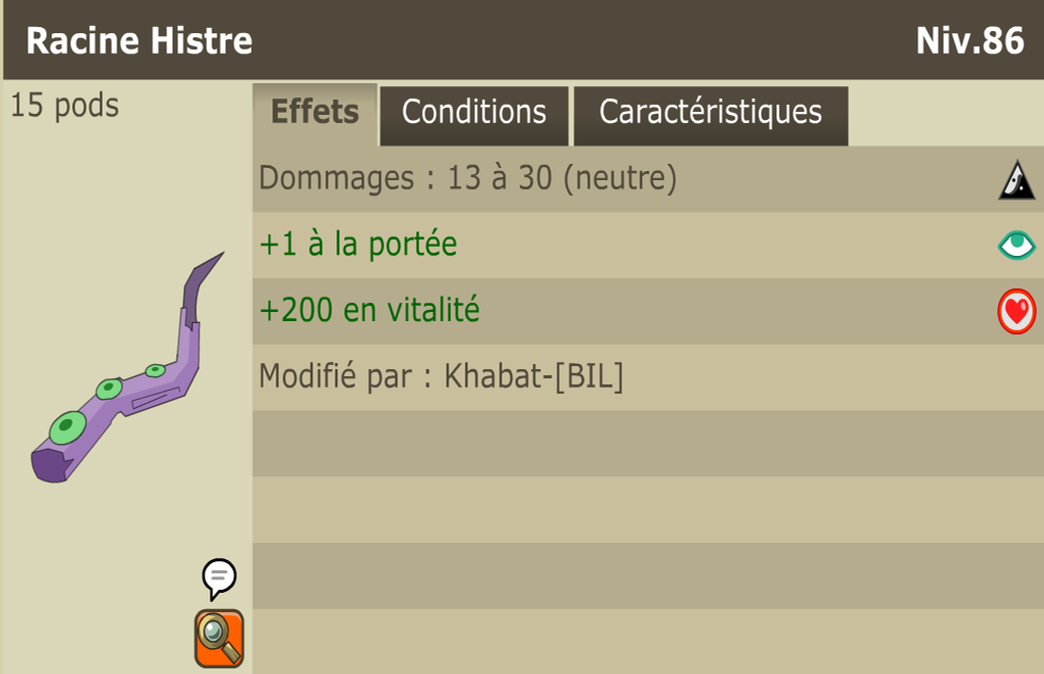 Racine Histre
Niv.86
15 pods
Effets
Conditions
Caractéristiques
Dommages : 13 à 30 (neutre)
+1 à la portée
+200 en vitalité
Modifié par : Khabat-[BIL]